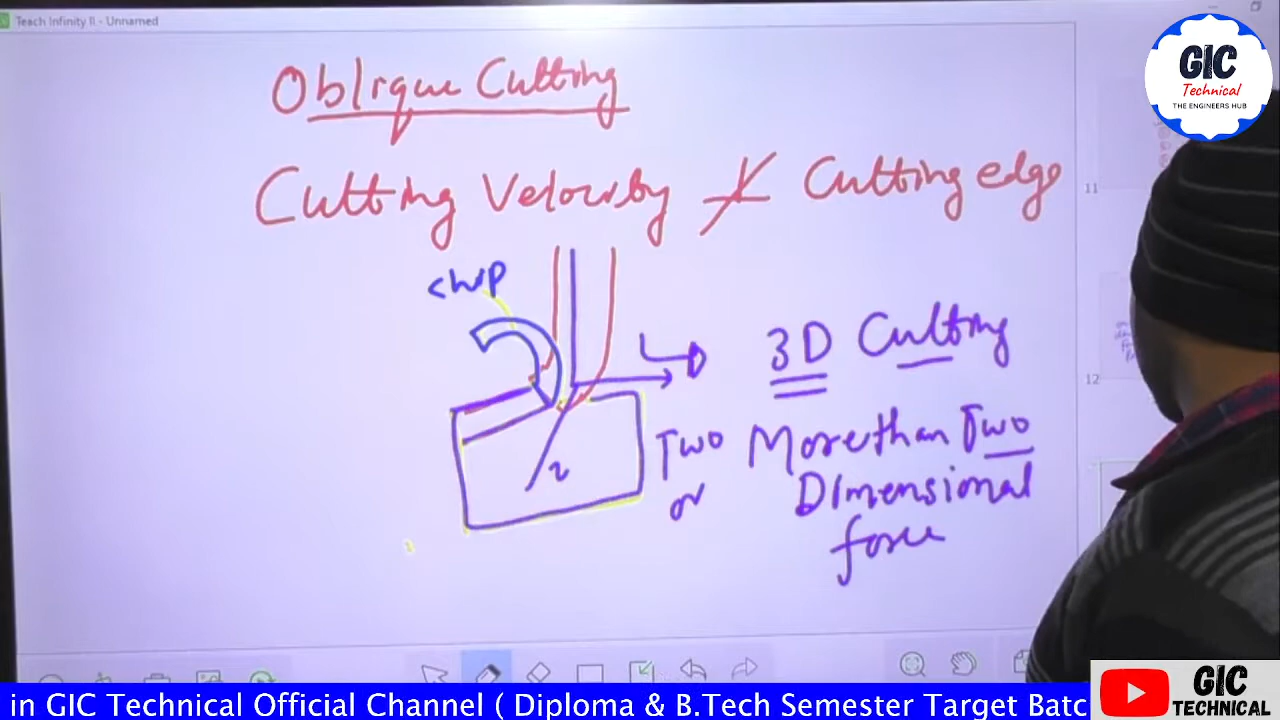 Teach Infinity II - Unnamed
GIC
Technical
THE ENGINEERS HUB
Oblique Cutting
Cutting Velocity ⊥̸ Cutting edge
11
chip
3D Cutting
12
Two More than Two
or Dimensional
force
in GIC Technical Official Channel ( Diploma & B.Tech Semester Target Batc
GIC
TECHNICAL